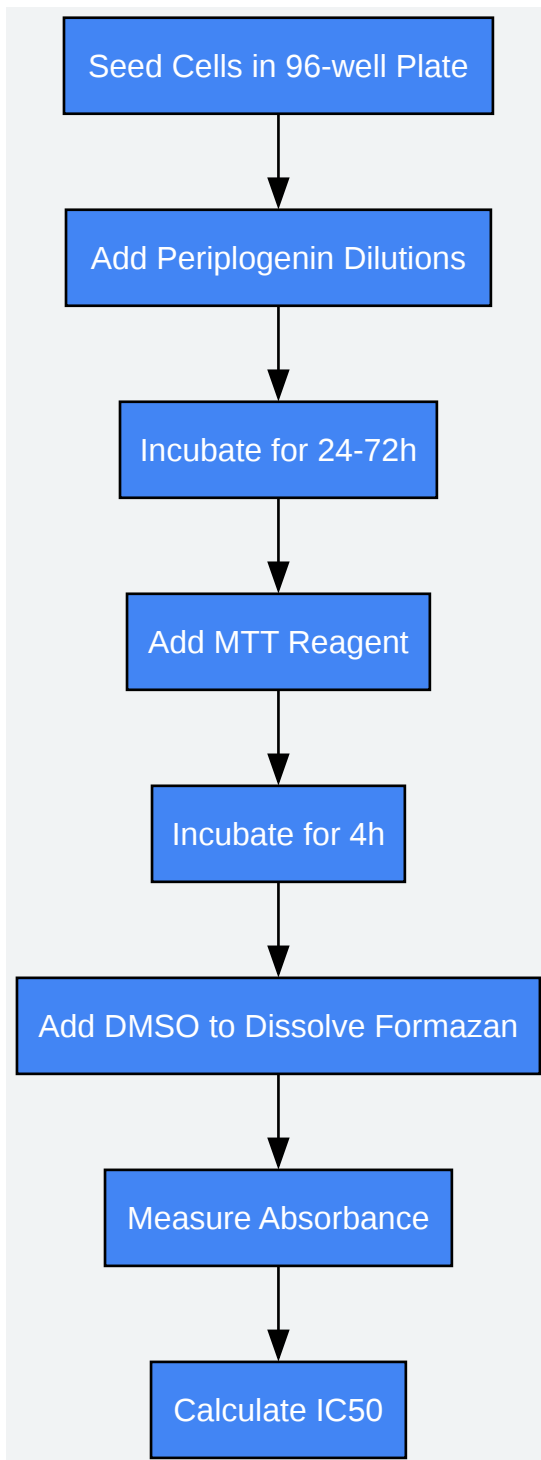 Seed Cells in 96-well Plate
Add Periplogenin Dilutions
Incubate for 24-72h
Add MTT Reagent
Incubate for 4h
Add DMSO to Dissolve Formazan
Measure Absorbance
Calculate IC50